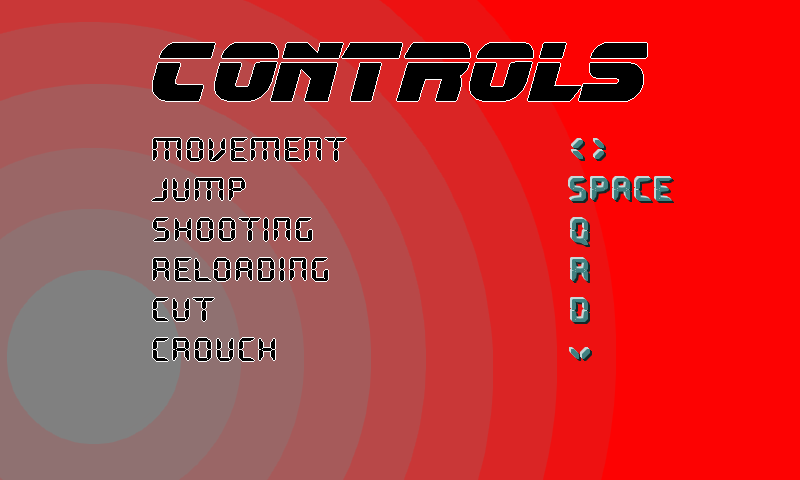 CONTROLS
MOVEMENT <>
JUMP SPACE
SHOOTING Q
RELOADING R
CUT D
CROUCH v